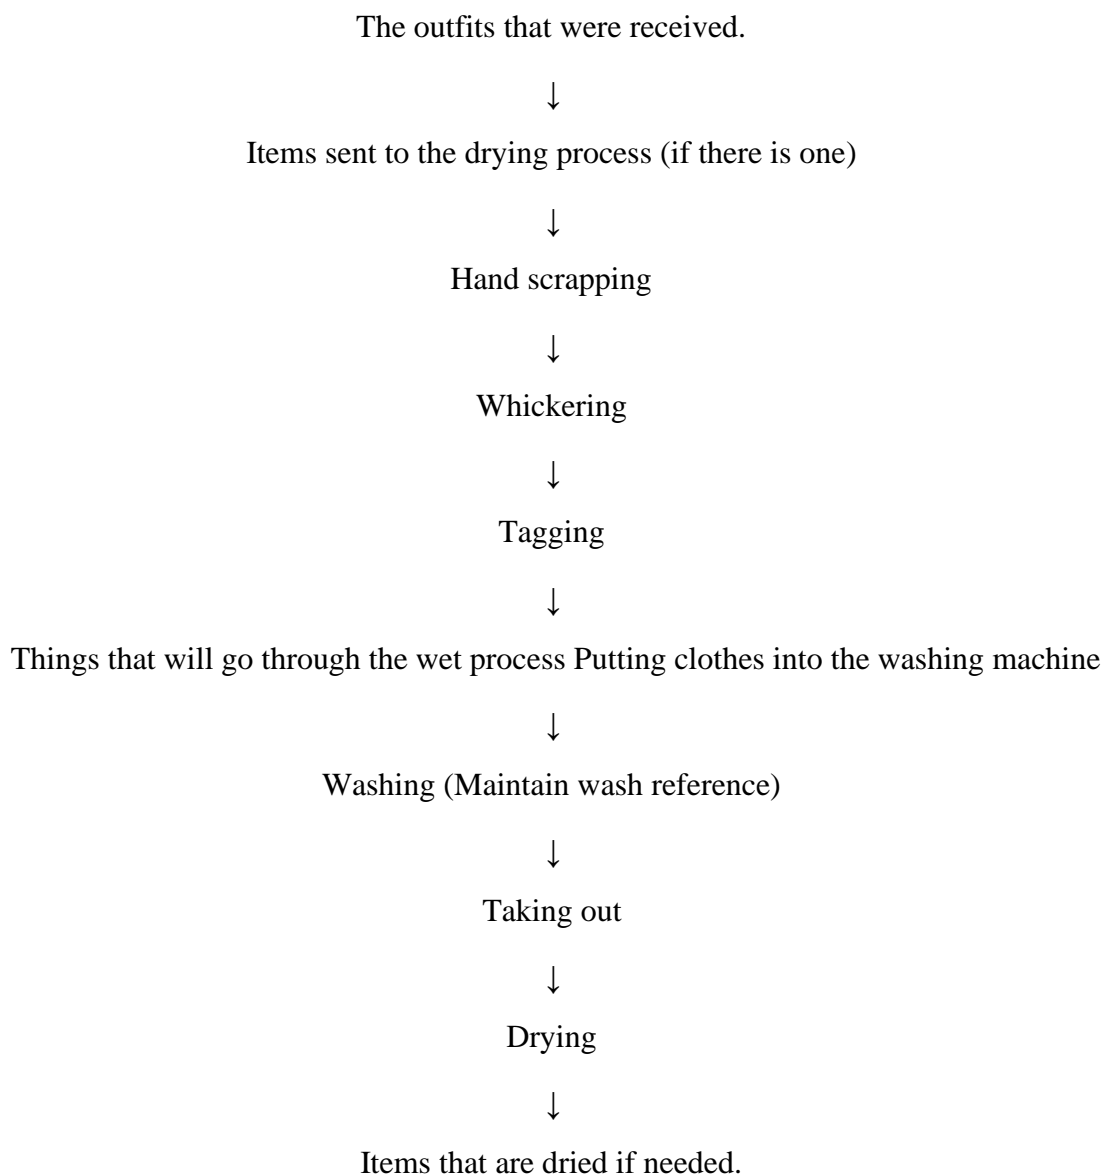 The outfits that were received.
↓
Items sent to the drying process (if there is one)
↓
Hand scrapping
↓
Whickering
↓
Tagging
↓
Things that will go through the wet process Putting clothes into the washing machine
↓
Washing (Maintain wash reference)
↓
Taking out
↓
Drying
↓
Items that are dried if needed.